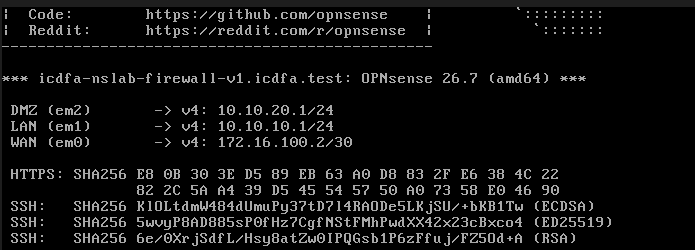 | Code: https://github.com/opnsense | `:::::::::
| Reddit: https://reddit.com/r/opnsense | `:::::::
----------------------------------------------
*** icdfa-nslab-firewall-v1.icdfa.test: OPNsense 26.7 (amd64) ***
DMZ (em2) -> v4: 10.10.20.1/24
LAN (em1) -> v4: 10.10.10.1/24
WAN (em0) -> v4: 172.16.100.2/30
HTTPS: SHA256 E8 0B 30 3E D5 89 EB 63 A0 D8 83 2F E6 38 4C 22
82 2C 5A A4 39 D5 45 54 57 50 A0 73 58 E0 46 90
SSH: SHA256 KlOLtdmW484dUmuPy37tD7l4RAODe5LKjSU/+bKB1Tw (ECDSA)
SSH: SHA256 5wvyP8AD885sP0fHz7CgfNStFMhPwdXX42x23cBxco4 (ED25519)
SSH: SHA256 6e/0XrjSdfL/Hsy8atZw0IPQGsb1P6zFfuj/FZ5Od+A (RSA)